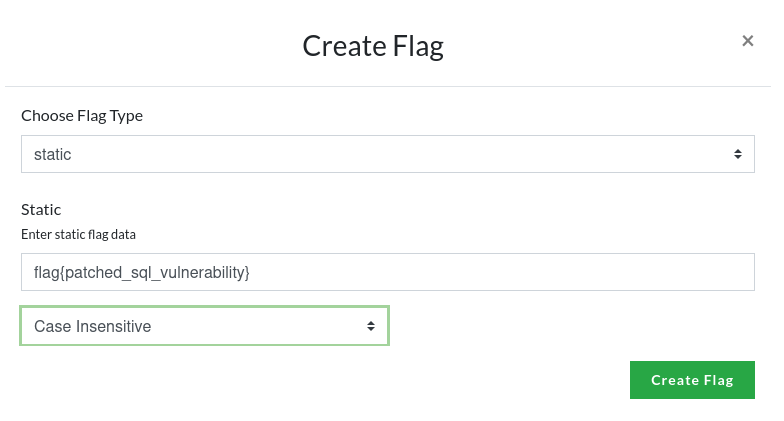 Create Flag
×
Choose Flag Type
static
Static
Enter static flag data
flag{patched_sql_vulnerability}
Case Insensitive
Create Flag